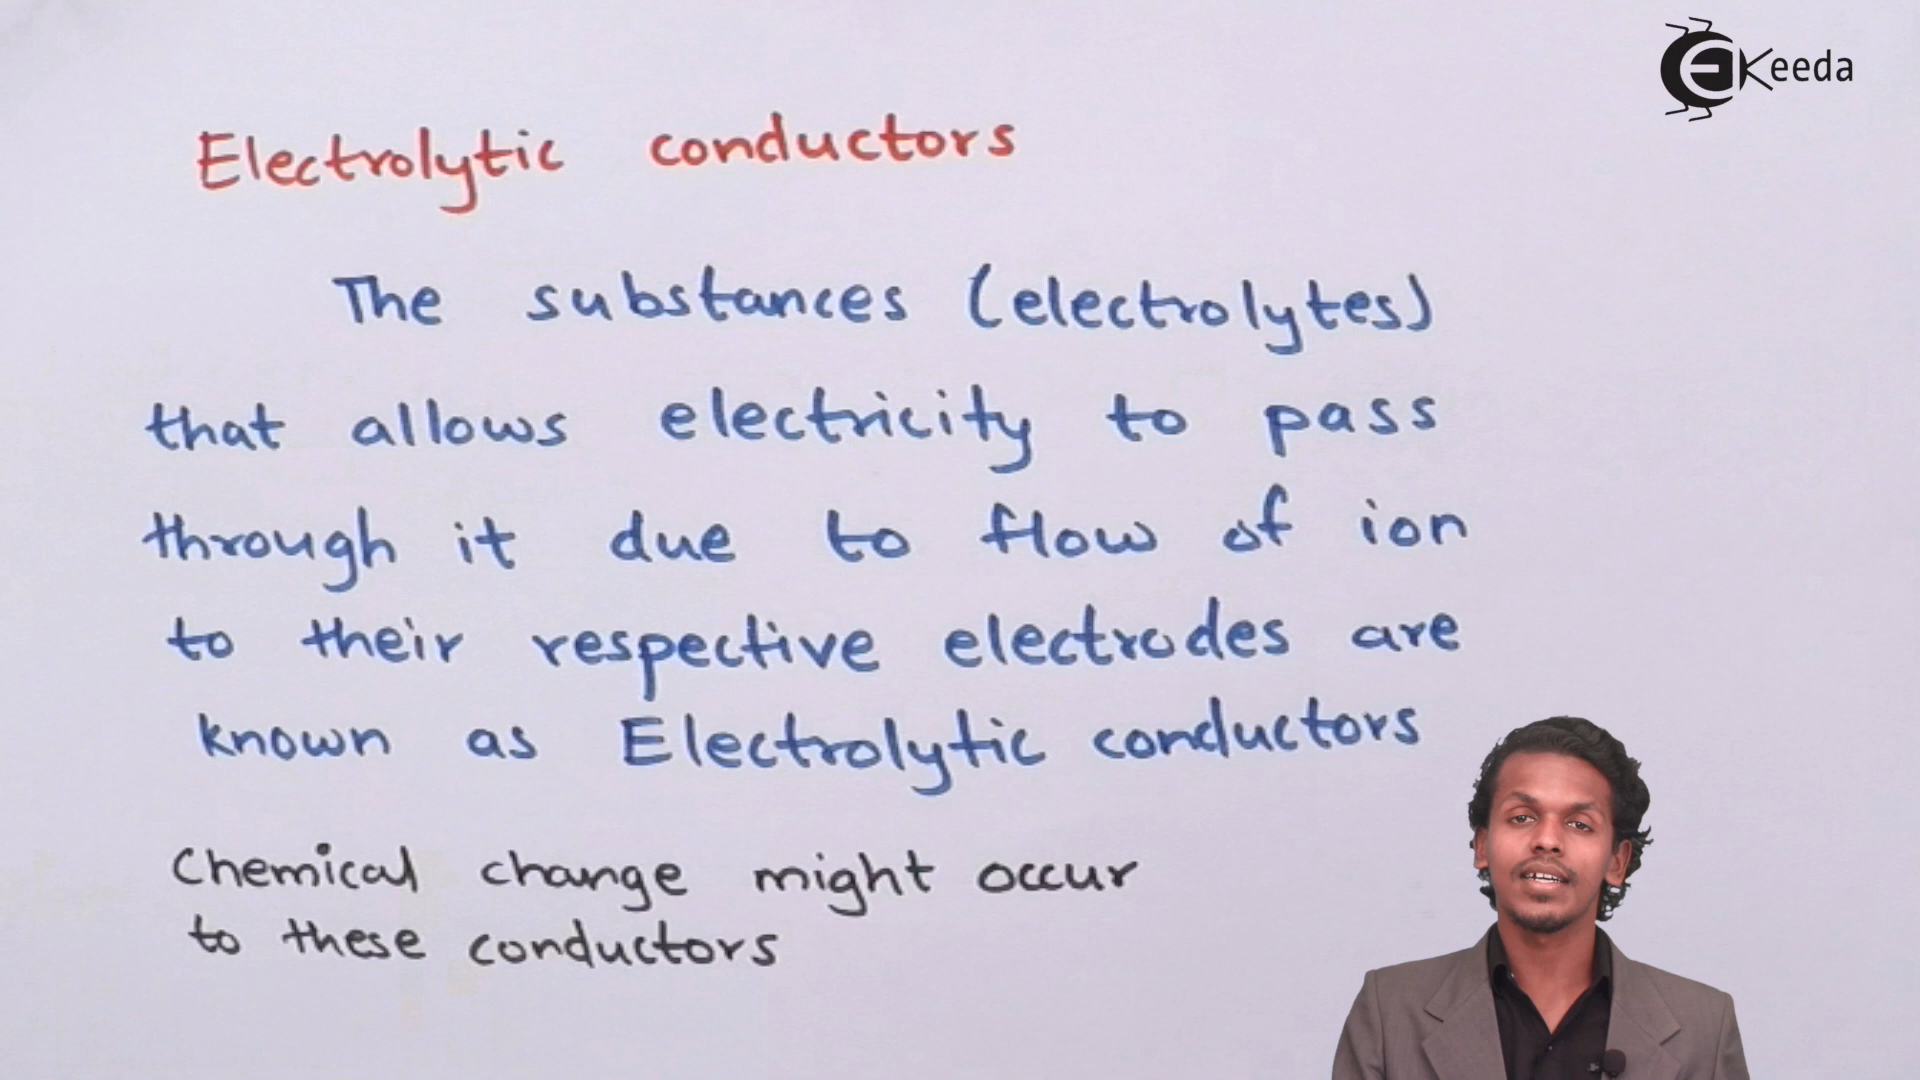 EKeeda
Electrolytic conductors
The substances (electrolytes)
that allows electricity to pass
through it due to flow of ion
to their respective electrodes are
known as Electrolytic conductors
Chemical change might occur
to these conductors